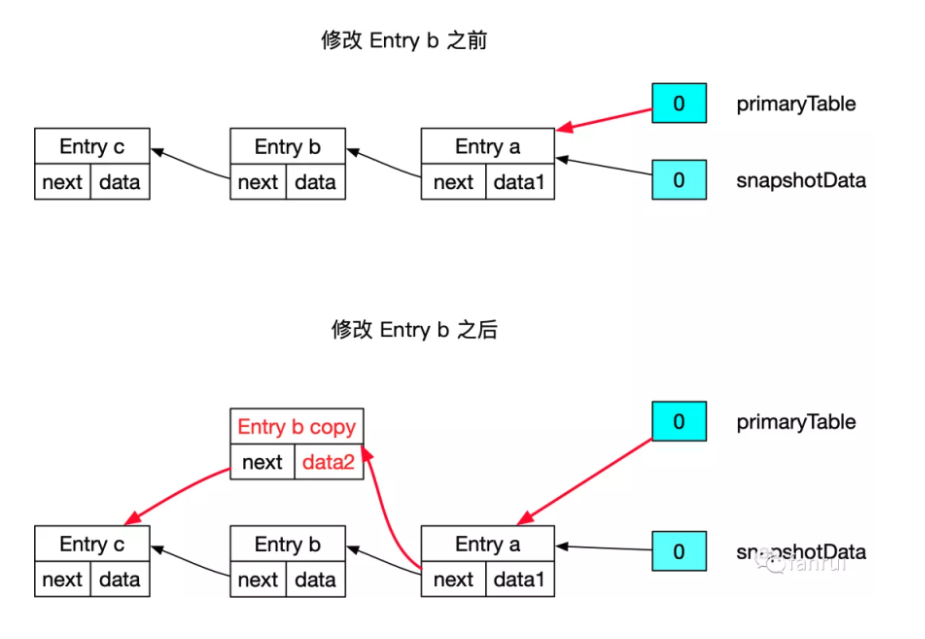 修改 Entry b 之前
0 primaryTable
Entry c Entry b Entry a
next data next data next data1
0 snapshotData
修改 Entry b 之后
Entry b copy
next data2
0 primaryTable
Entry c Entry b Entry a
0 snapshotData
next data next data next data1
fanrui